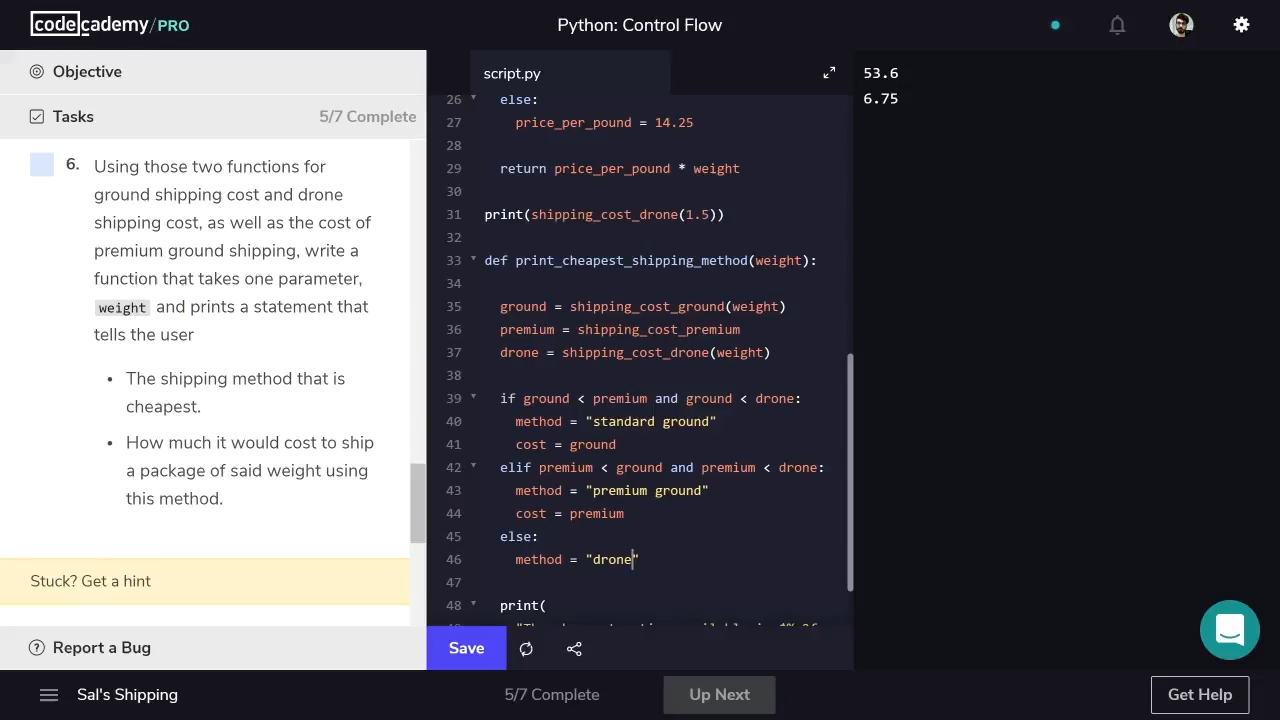 codecademy/PRO
Python: Control Flow
Objective
Tasks
5/7 Complete
6. Using those two functions for
ground shipping cost and drone
shipping cost, as well as the cost of
premium ground shipping, write a
function that takes one parameter,
weight and prints a statement that
tells the user
• The shipping method that is
cheapest.
• How much it would cost to ship
a package of said weight using
this method.
Stuck? Get a hint
Report a Bug
script.py
26 else:
27 price_per_pound = 14.25
28
29 return price_per_pound * weight
30
31 print(shipping_cost_drone(1.5))
32
33 def print_cheapest_shipping_method(weight):
34
35 ground = shipping_cost_ground(weight)
36 premium = shipping_cost_premium
37 drone = shipping_cost_drone(weight)
38
39 if ground < premium and ground < drone:
40 method = "standard ground"
41 cost = ground
42 elif premium < ground and premium < drone:
43 method = "premium ground"
44 cost = premium
45 else:
46 method = "drone"
47
48 print(
Save
53.6
6.75
Sal's Shipping
5/7 Complete
Up Next
Get Help